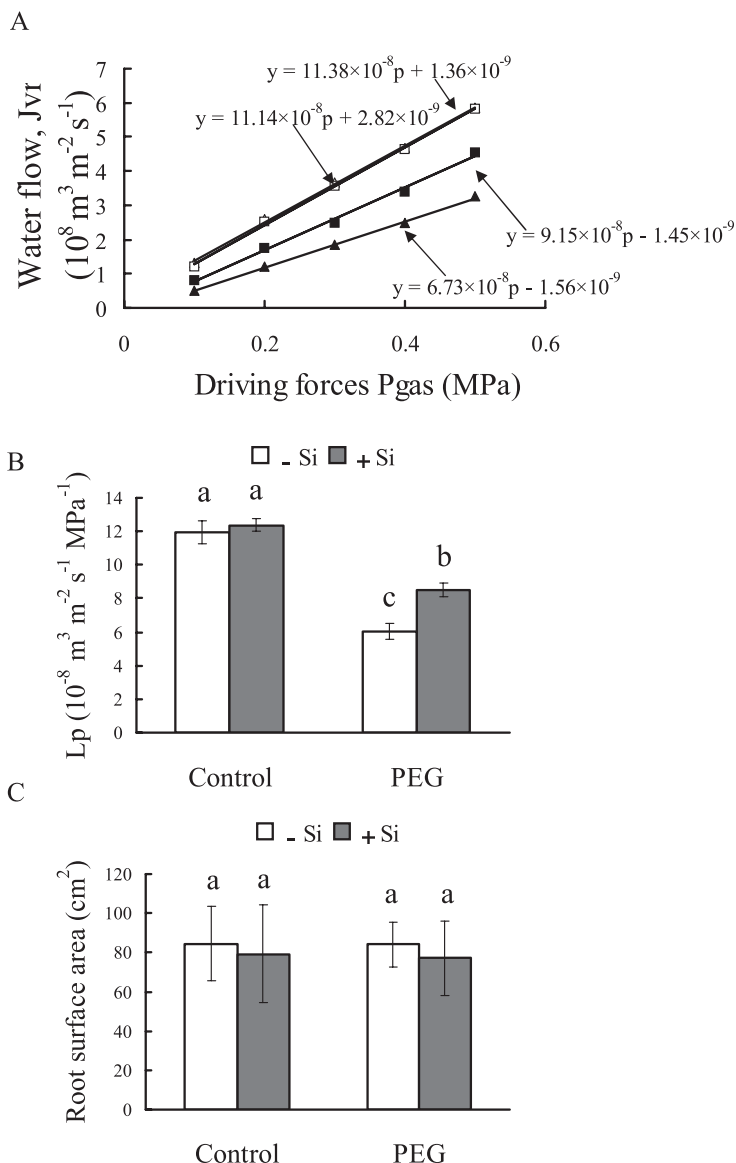 A
y = 11.38×10⁻⁸p + 1.36×10⁻⁹
y = 11.14×10⁻⁸p + 2.82×10⁻⁹
y = 9.15×10⁻⁸p - 1.45×10⁻⁹
y = 6.73×10⁻⁸p - 1.56×10⁻⁹
Water flow, Jvr
(10⁸ m³ m⁻² s⁻¹)
7
6
5
4
3
2
1
0
0 0.2 0.4 0.6
Driving forces Pgas (MPa)
B
- Si + Si
Lp (10⁻⁸ m³ m⁻² s⁻¹ MPa⁻¹)
14
12
10
8
6
4
2
0
a a c b
Control PEG
C
- Si + Si
Root surface area (cm²)
120
100
80
60
40
20
0
a a a a
Control PEG